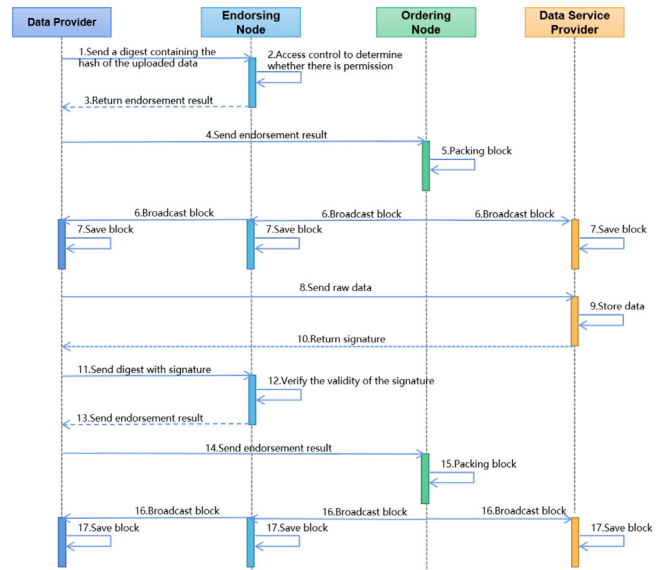 Data Provider
Endorsing
Node
Ordering
Node
Data Service
Provider
1.Send a digest containing the
hash of the uploaded data
2.Access control to determine
whether there is permission
3.Return endorsement result
4.Send endorsement result
5.Packing block
6.Broadcast block
6.Broadcast block
6.Broadcast block
7.Save block
7.Save block
7.Save block
8.Send raw data
9.Store data
10.Return signature
11.Send digest with signature
12.Verify the validity of the signature
13.Send endorsement result
14.Send endorsement result
15.Packing block
16.Broadcast block
16.Broadcast block
16.Broadcast block
17.Save block
17.Save block
17.Save block